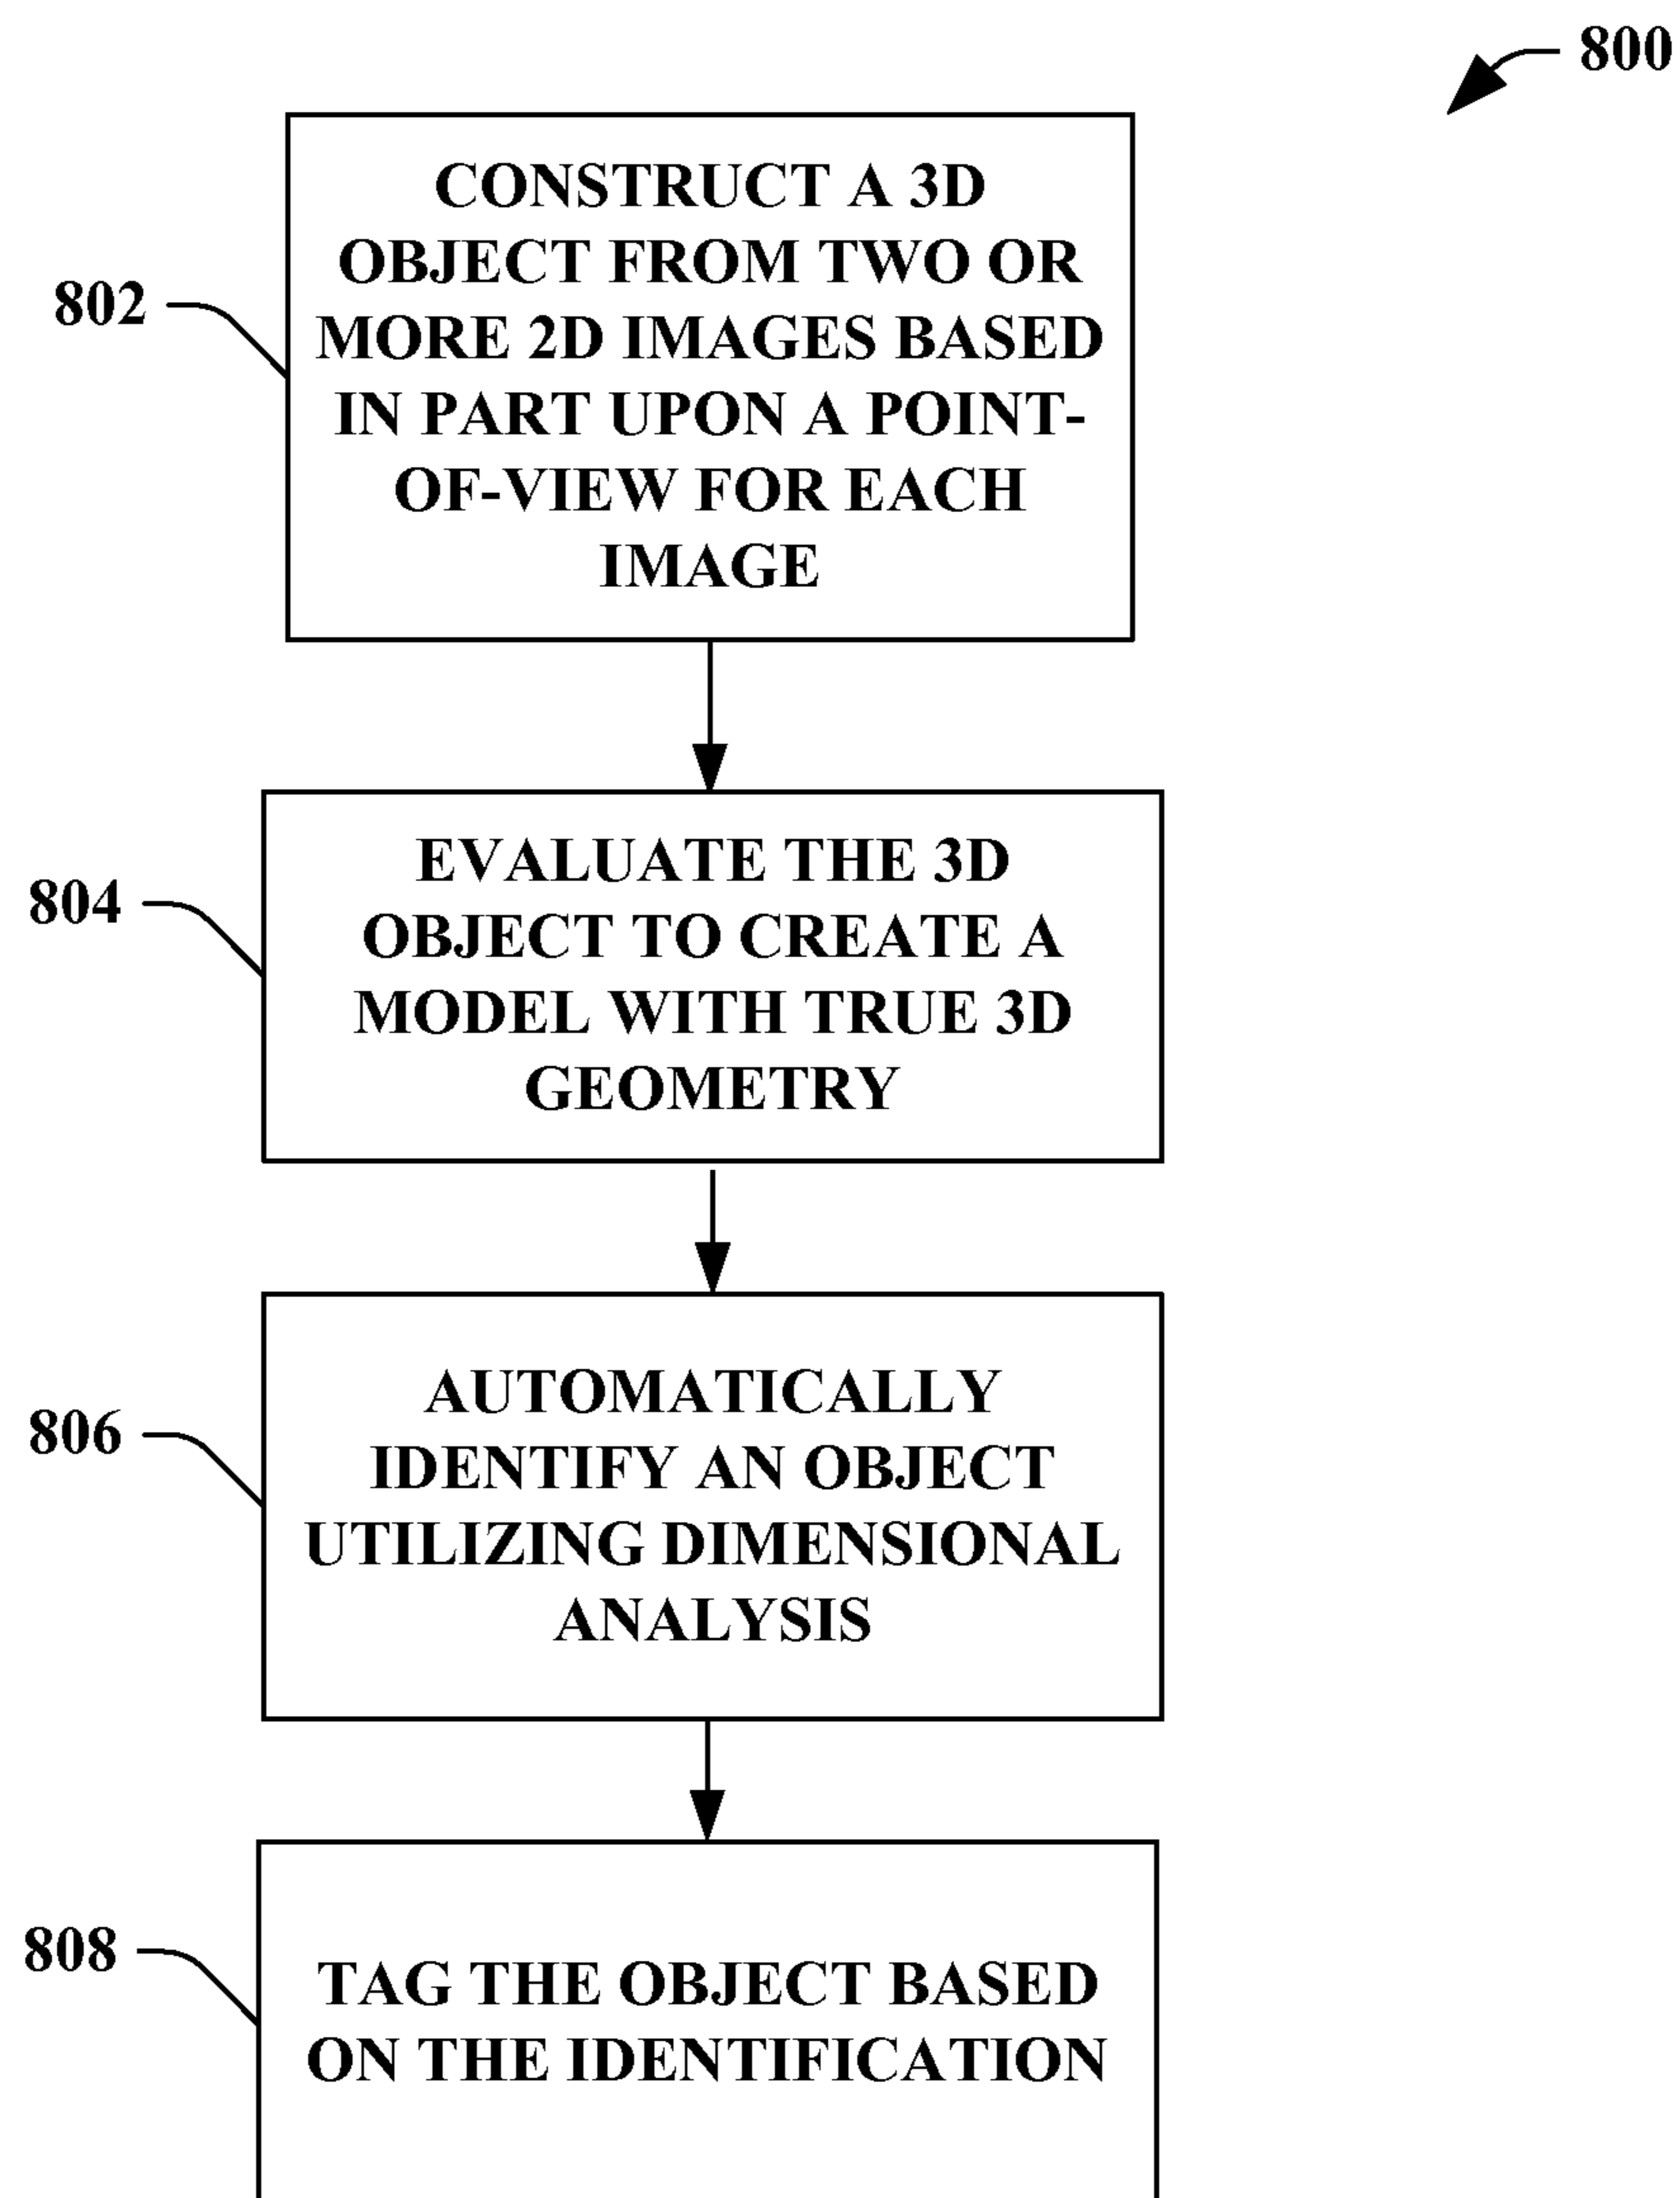 800
CONSTRUCT A 3D
OBJECT FROM TWO OR
MORE 2D IMAGES BASED
IN PART UPON A POINT-
OF-VIEW FOR EACH
IMAGE
802
EVALUATE THE 3D
OBJECT TO CREATE A
MODEL WITH TRUE 3D
GEOMETRY
804
AUTOMATICALLY
IDENTIFY AN OBJECT
UTILIZING DIMENSIONAL
ANALYSIS
806
TAG THE OBJECT BASED
ON THE IDENTIFICATION
808